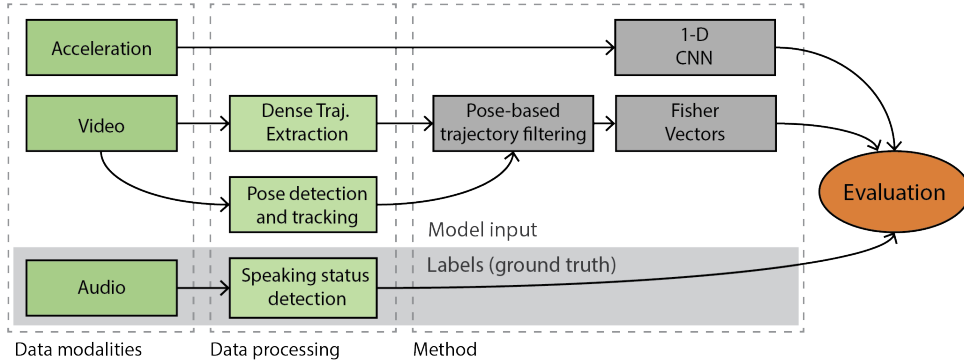 Acceleration
1-D
CNN
Video
Dense Traj.
Extraction
Pose-based
trajectory filtering
Fisher
Vectors
Pose detection
and tracking
Evaluation
Model input
Labels (ground truth)
Audio
Speaking status
detection
Data modalities
Data processing
Method